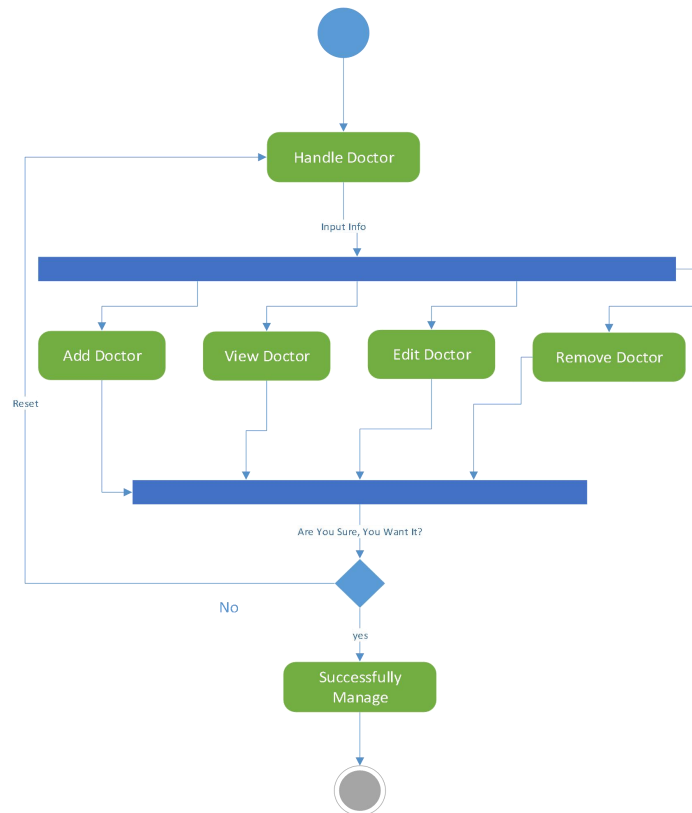 Handle Doctor
Input Info
Add Doctor
View Doctor
Edit Doctor
Remove Doctor
Reset
Are You Sure, You Want It?
No
yes
Successfully
Manage